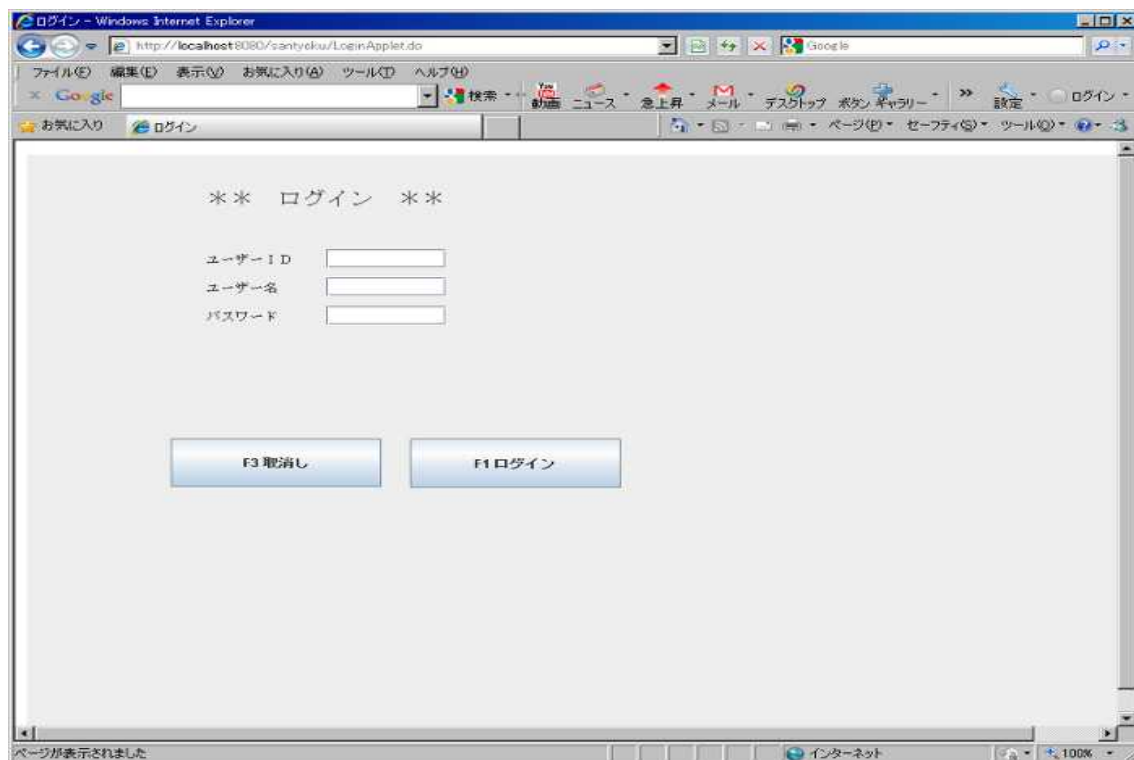 ログイン - Windows Internet Explorer
http://localhost:8080/santyoku/LoginApplet.do
Google
ファイル(F) 編集(E) 表示(V) お気に入り(A) ツール(T) ヘルプ(H)
Google 検索 動画 ニュース 急上昇 メール デスクトップ ボタン ギャラリー 設定 ログイン
お気に入り ログイン ページ(P) セーフティ(S) ツール(O)
** ログイン **
ユーザーID
ユーザー名
パスワード
F3 取消し F1 ログイン
ページが表示されました インターネット 100%